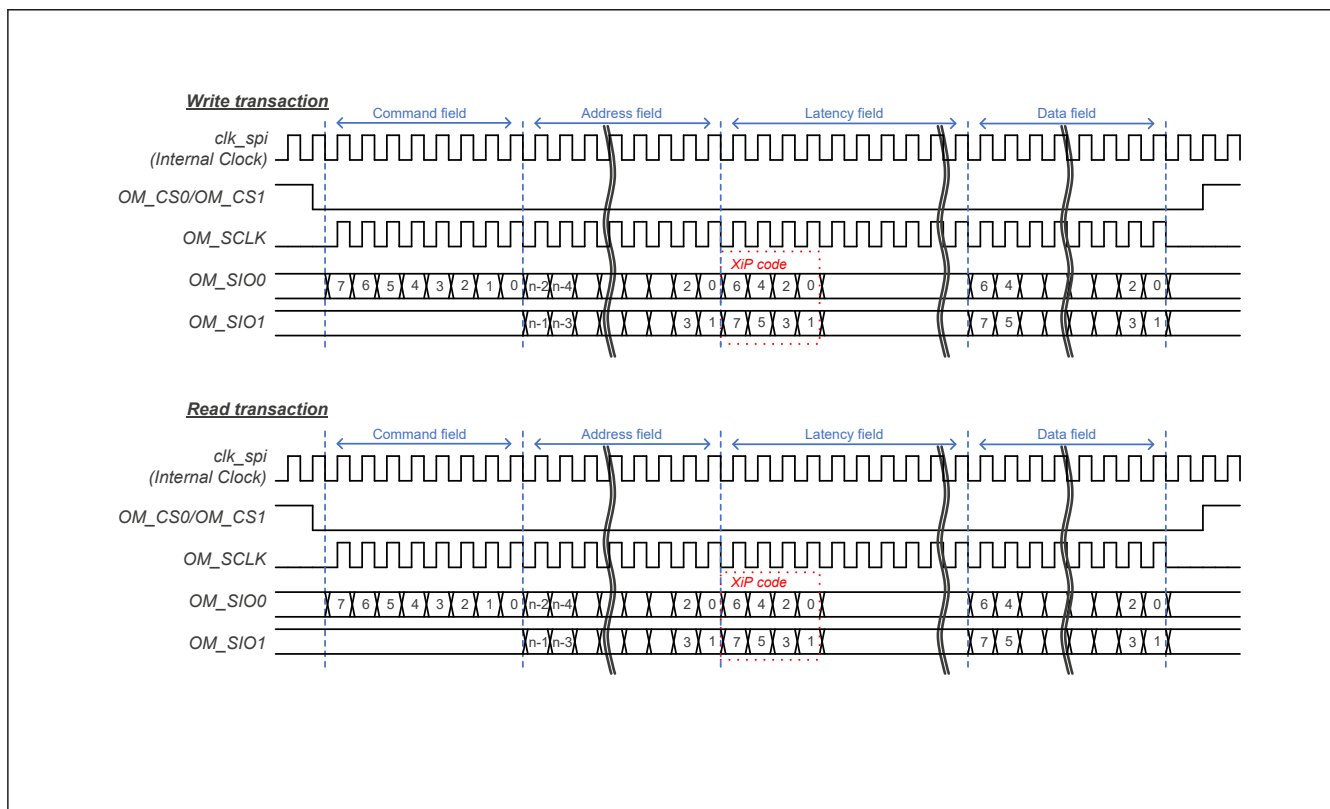 Write transaction
Command field Address field Latency field Data field
clk_spi
(Internal Clock)
OM_CS0/OM_CS1
OM_SCLK
XiP code
OM_SIO0 7 6 5 4 3 2 1 0 n-2 n-4 2 0 6 4 2 0 6 4 2 0
OM_SIO1 n-1 n-3 3 1 7 5 3 1 7 5 3 1
Read transaction
Command field Address field Latency field Data field
clk_spi
(Internal Clock)
OM_CS0/OM_CS1
OM_SCLK
XiP code
OM_SIO0 7 6 5 4 3 2 1 0 n-2 n-4 2 0 6 4 2 0 6 4 2 0
OM_SIO1 n-1 n-3 3 1 7 5 3 1 7 5 3 1